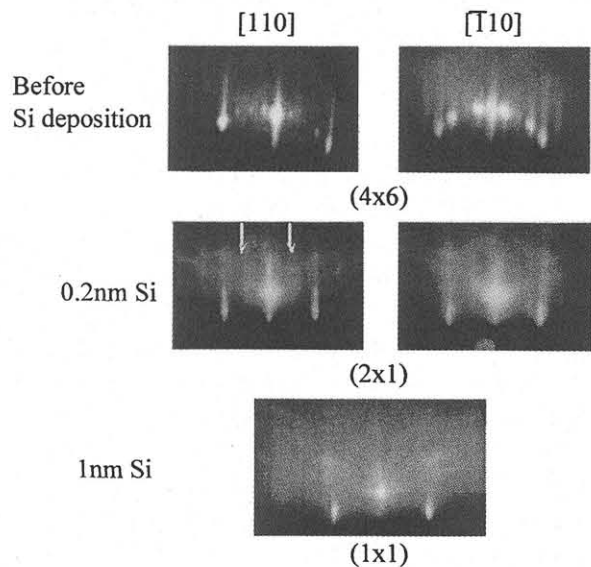 [110] [1̅10]
Before
Si deposition
(4x6)
0.2nm Si
(2x1)
1nm Si
(1x1)